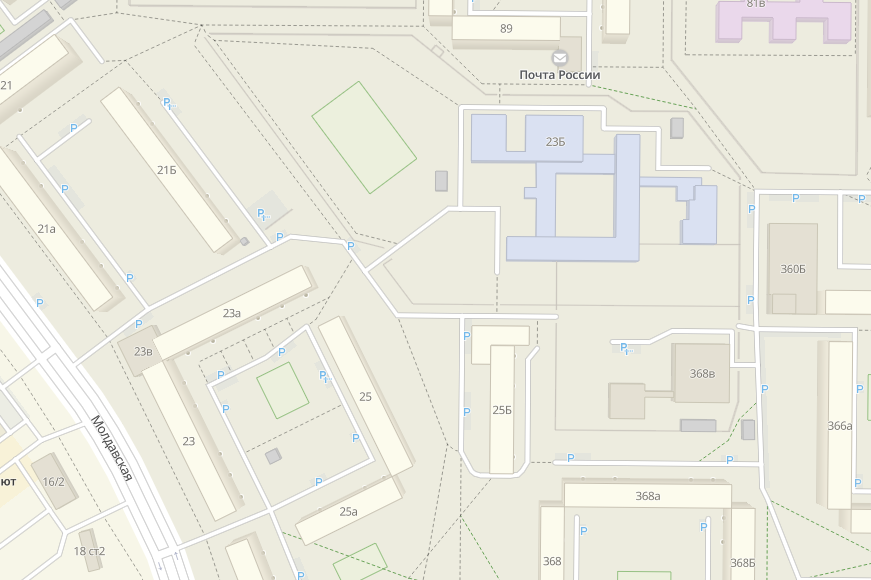 81в
89
Почта России
21
23Б
21Б
21а
360Б
23а
23в
368в
25
366а
25Б
23
Молдавская
ют
16/2
368а
25а
18 ст2
368
368Б